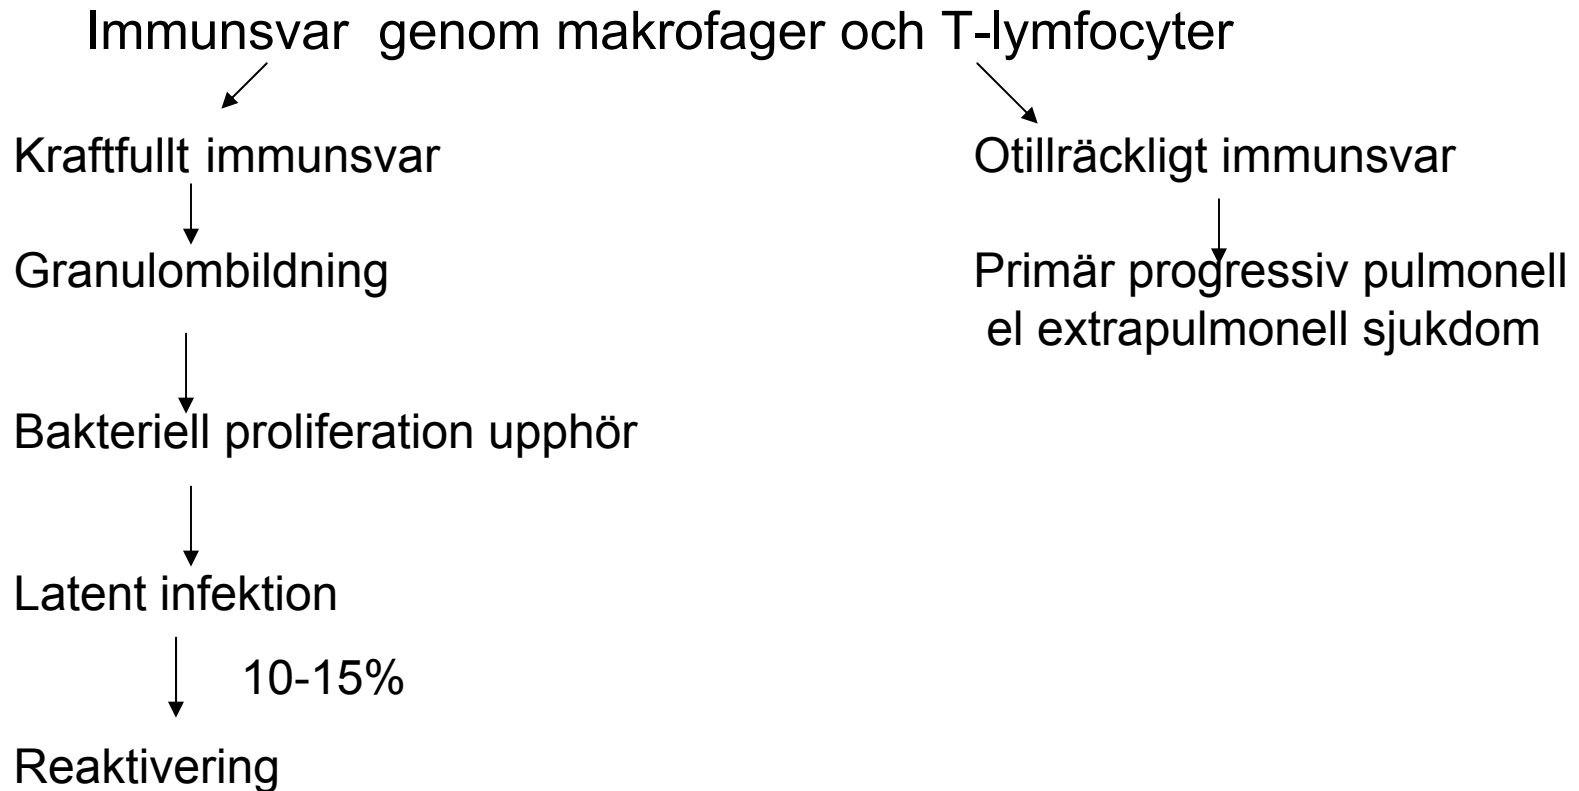 Immunsvar  genom makrofager och T-lymfocyter
Kraftfullt immunsvar
Granulombildning
Bakteriell proliferation upphör
Latent infektion
10-15%
Reaktivering
Otillräckligt immunsvar
Primär progressiv pulmonell
el extrapulmonell sjukdom